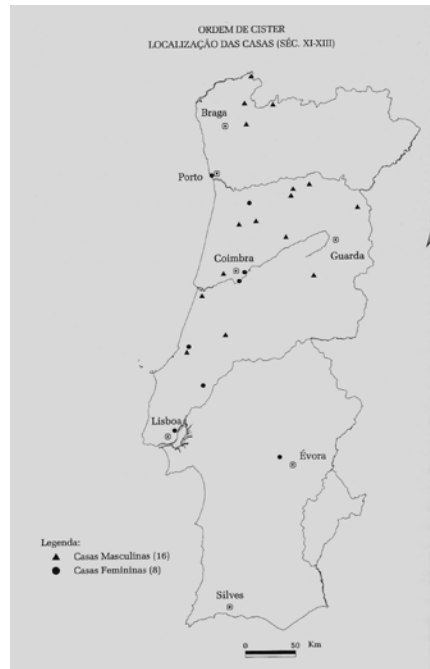 ORDEM DE CISTER
LOCALIZAÇÃO DAS CASAS (SÉC. XI-XIII)
Braga
Porto
Coimbra
Guarda
Lisboa
Évora
Legenda:
Casas Masculinas (16)
Casas Femininas (8)
Silves
0 50 Km